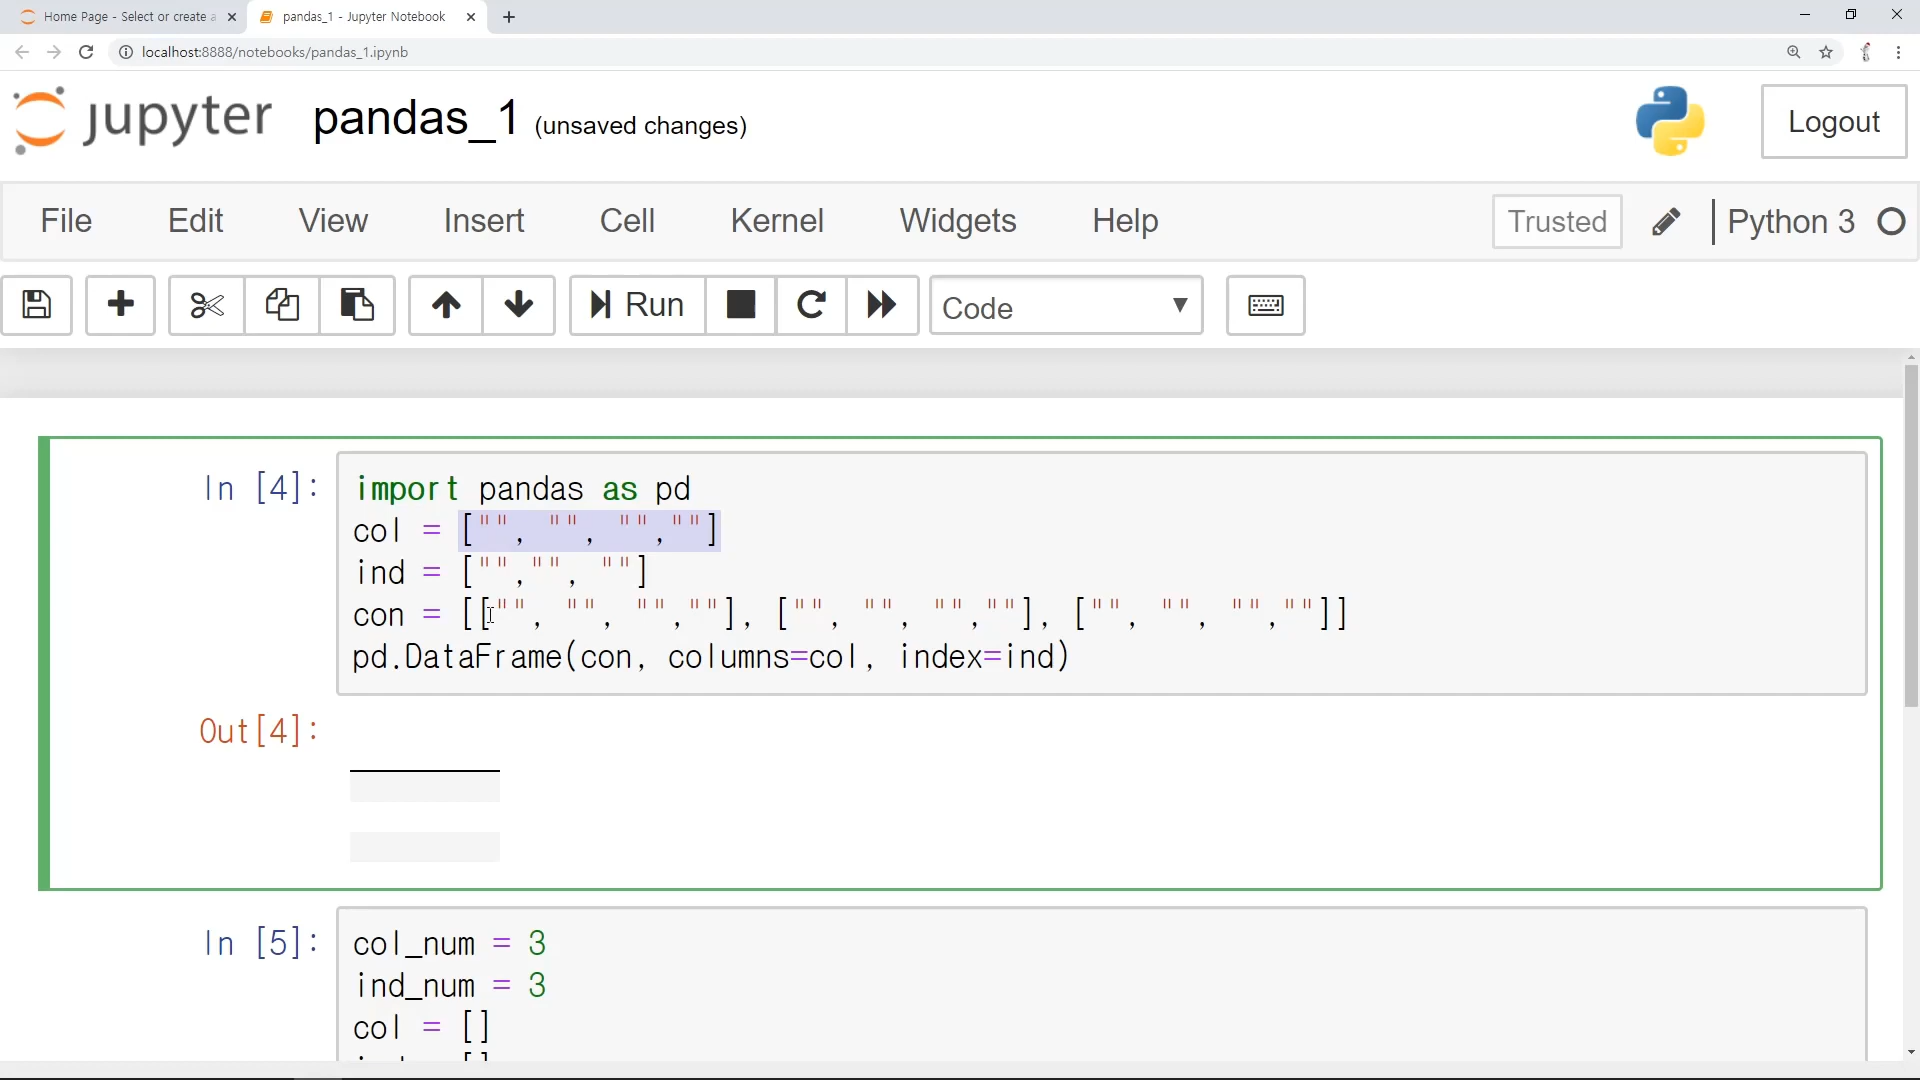 Home Page - Select or create a
pandas_1 - Jupyter Notebook
localhost:8888/notebooks/pandas_1.ipynb
jupyter pandas_1 (unsaved changes)
Logout
File Edit View Insert Cell Kernel Widgets Help Trusted Python 3
Run Code
In [4]:
import pandas as pd
col = ["", "", "",""]
ind = ["","", ""]
con = [["", "", "",""], ["", "", "",""], ["", "", "",""]]
pd.DataFrame(con, columns=col, index=ind)
Out[4]:
In [5]:
col_num = 3
ind_num = 3
col = []